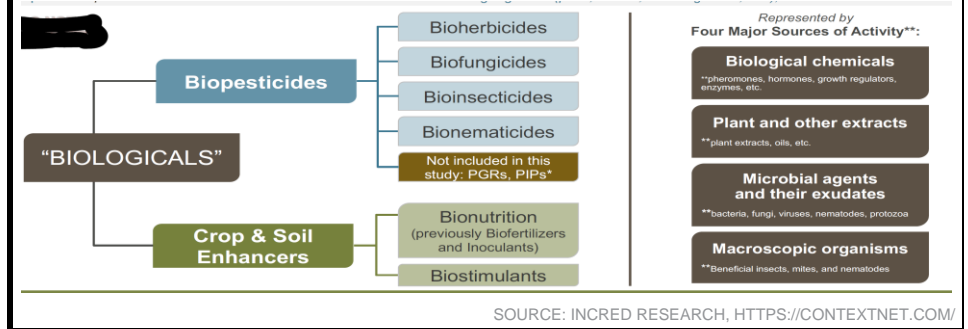 "BIOLOGICALS"
Biopesticides
Bioherbicides
Biofungicides
Bioinsecticides
Bionematicides
Not included in this
study: PGRs, PIPs*
Crop & Soil
Enhancers
Bionutrition
(previously Biofertilizers
and Inoculants)
Biostimulants
Represented by
Four Major Sources of Activity**:
Biological chemicals
**pheromones, hormones, growth regulators,
enzymes, etc.
Plant and other extracts
**plant extracts, oils, etc.
Microbial agents
and their exudates
**bacteria, fungi, viruses, nematodes, protozoa
Macroscopic organisms
**Beneficial insects, mites, and nematodes
SOURCE: INCRED RESEARCH, HTTPS://CONTEXTNET.COM/